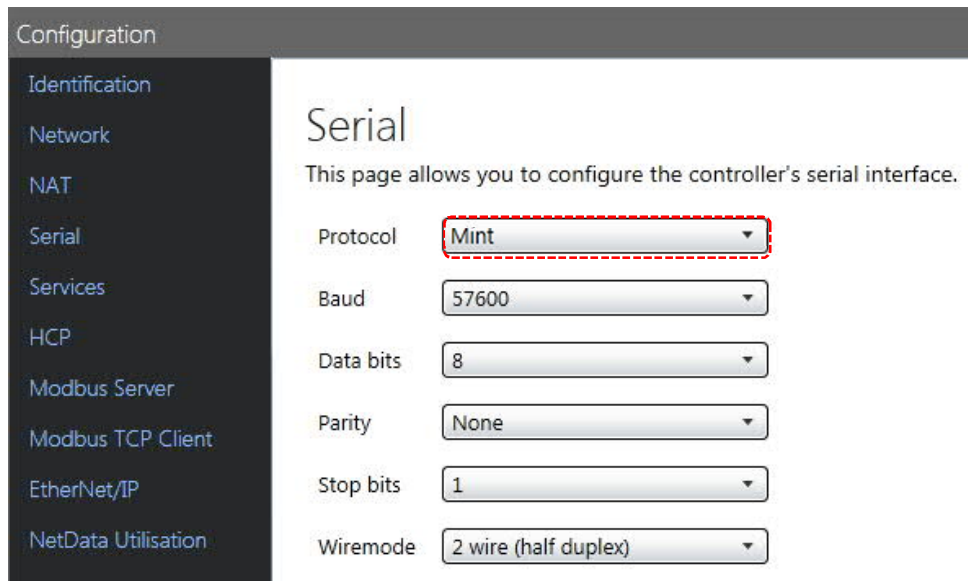 Configuration
Identification
Network
NAT
Serial
Services
HCP
Modbus Server
Modbus TCP Client
EtherNet/IP
NetData Utilisation
Serial
This page allows you to configure the controller's serial interface.
Protocol Mint
Baud 57600
Data bits 8
Parity None
Stop bits 1
Wiremode 2 wire (half duplex)